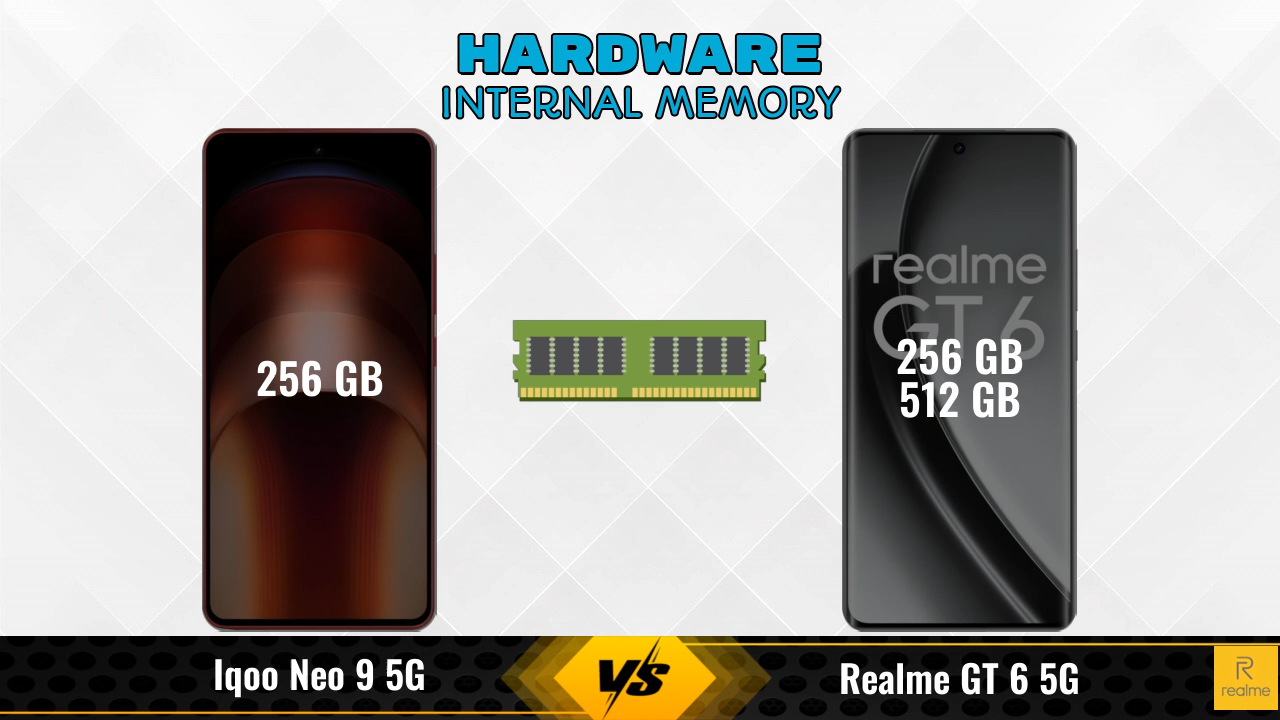 HARDWARE
INTERNAL MEMORY
256 GB
realme
GT 6
256 GB
512 GB
Iqoo Neo 9 5G
VS
Realme GT 6 5G
R
realme